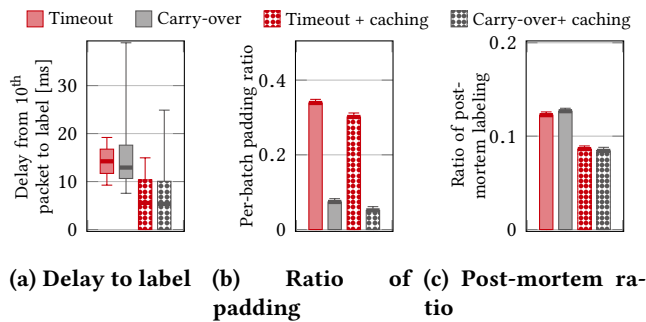 Timeout Carry-over Timeout + caching Carry-over+ caching
Delay from 10th
packet to label [ms]
30
20
10
0
Per-batch padding ratio
0.4
0.2
0
Ratio of post-
mortem labeling
0.2
0.1
0
(a) Delay to label (b) Ratio of (c) Post-mortem ra-
padding tio